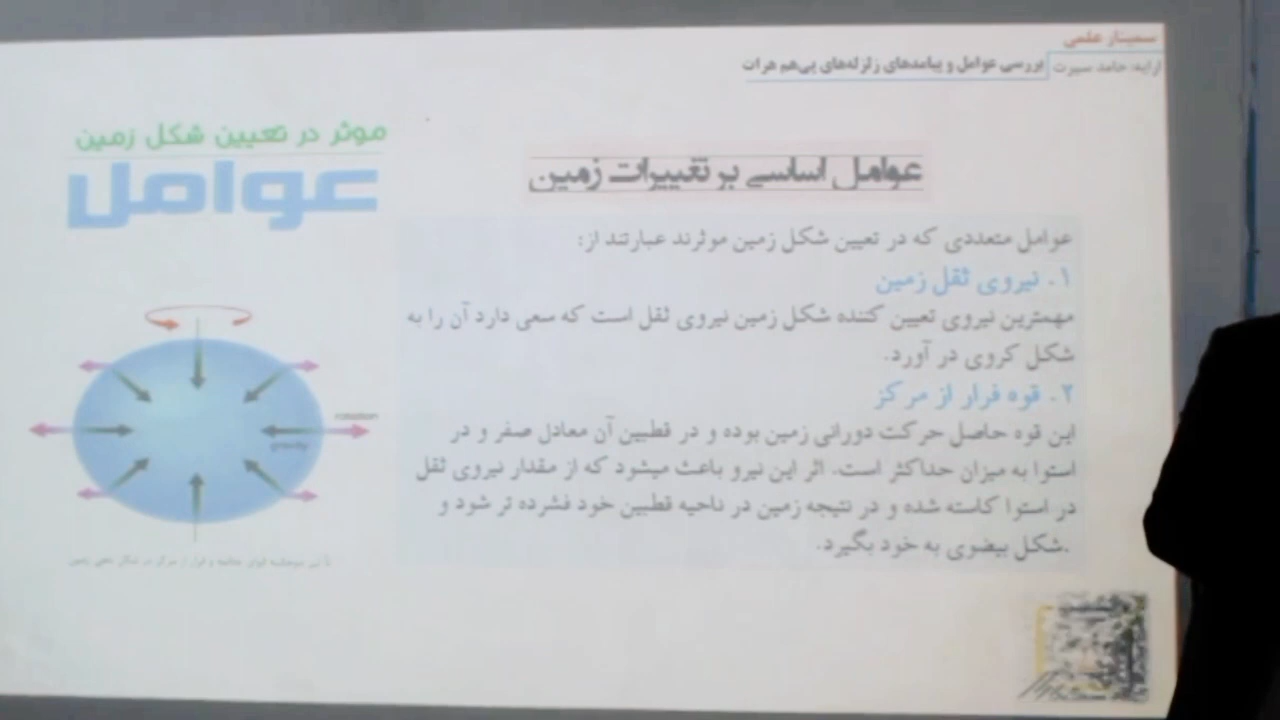 سمینار علمی
ارایه: حامد سیرت
بررسی عوامل و پیامدهای زلزله‌های پی‌هم هرات
موثر در تعیین شکل زمین
عوامل
عوامل اساسی بر تغییرات زمین
عوامل متعددی که در تعیین شکل زمین موثرند عبارتند از:
۱. نیروی ثقل زمین
مهمترین نیروی تعیین کننده شکل زمین نیروی ثقل است که سعی دارد آن را به
شکل کروی در آورد.
۲. قوه فرار از مرکز
این قوه حاصل حرکت دورانی زمین بوده و در قطبین آن معادل صفر و در
استوا به میزان حداکثر است. اثر این نیرو باعث میشود که از مقدار نیروی ثقل
در استوا کاسته شده و در نتیجه زمین در ناحیه قطبین خود فشرده تر شود و
.شکل بیضوی به خود بگیرد.